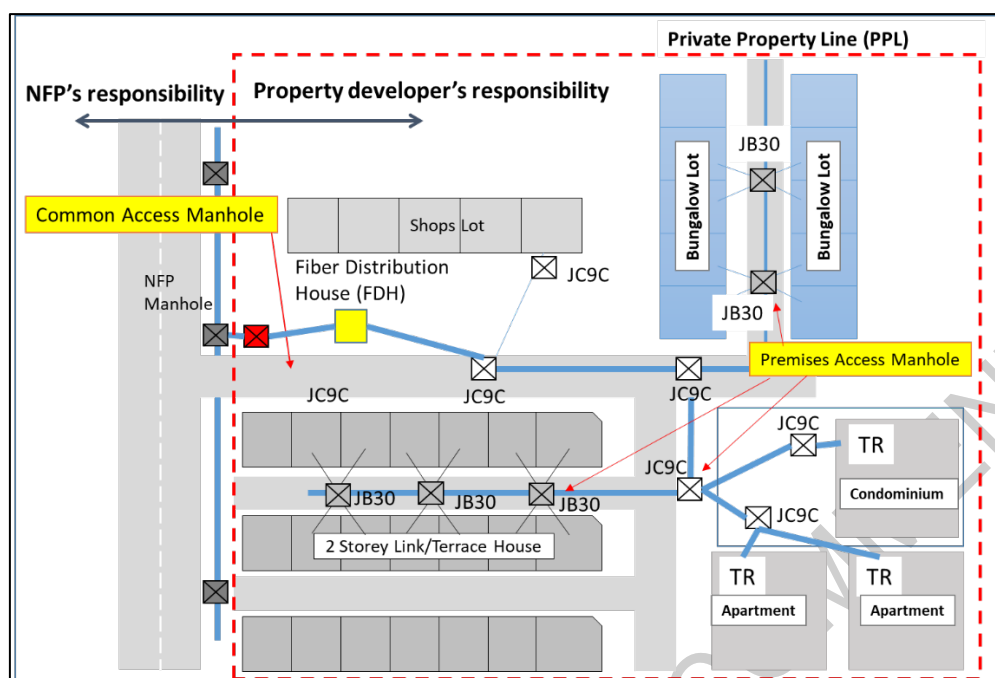 Private Property Line (PPL)
NFP's responsibility
Property developer's responsibility
JB30
Bungalow Lot
Bungalow Lot
Common Access Manhole
Shops Lot
Fiber Distribution
House (FDH)
JC9C
NFP
Manhole
JB30
Premises Access Manhole
JC9C
JC9C
JC9C
JC9C
TR
JC9C
Condominium
JB30
JB30
JB30
JC9C
2 Storey Link/Terrace House
TR
TR
Apartment
Apartment